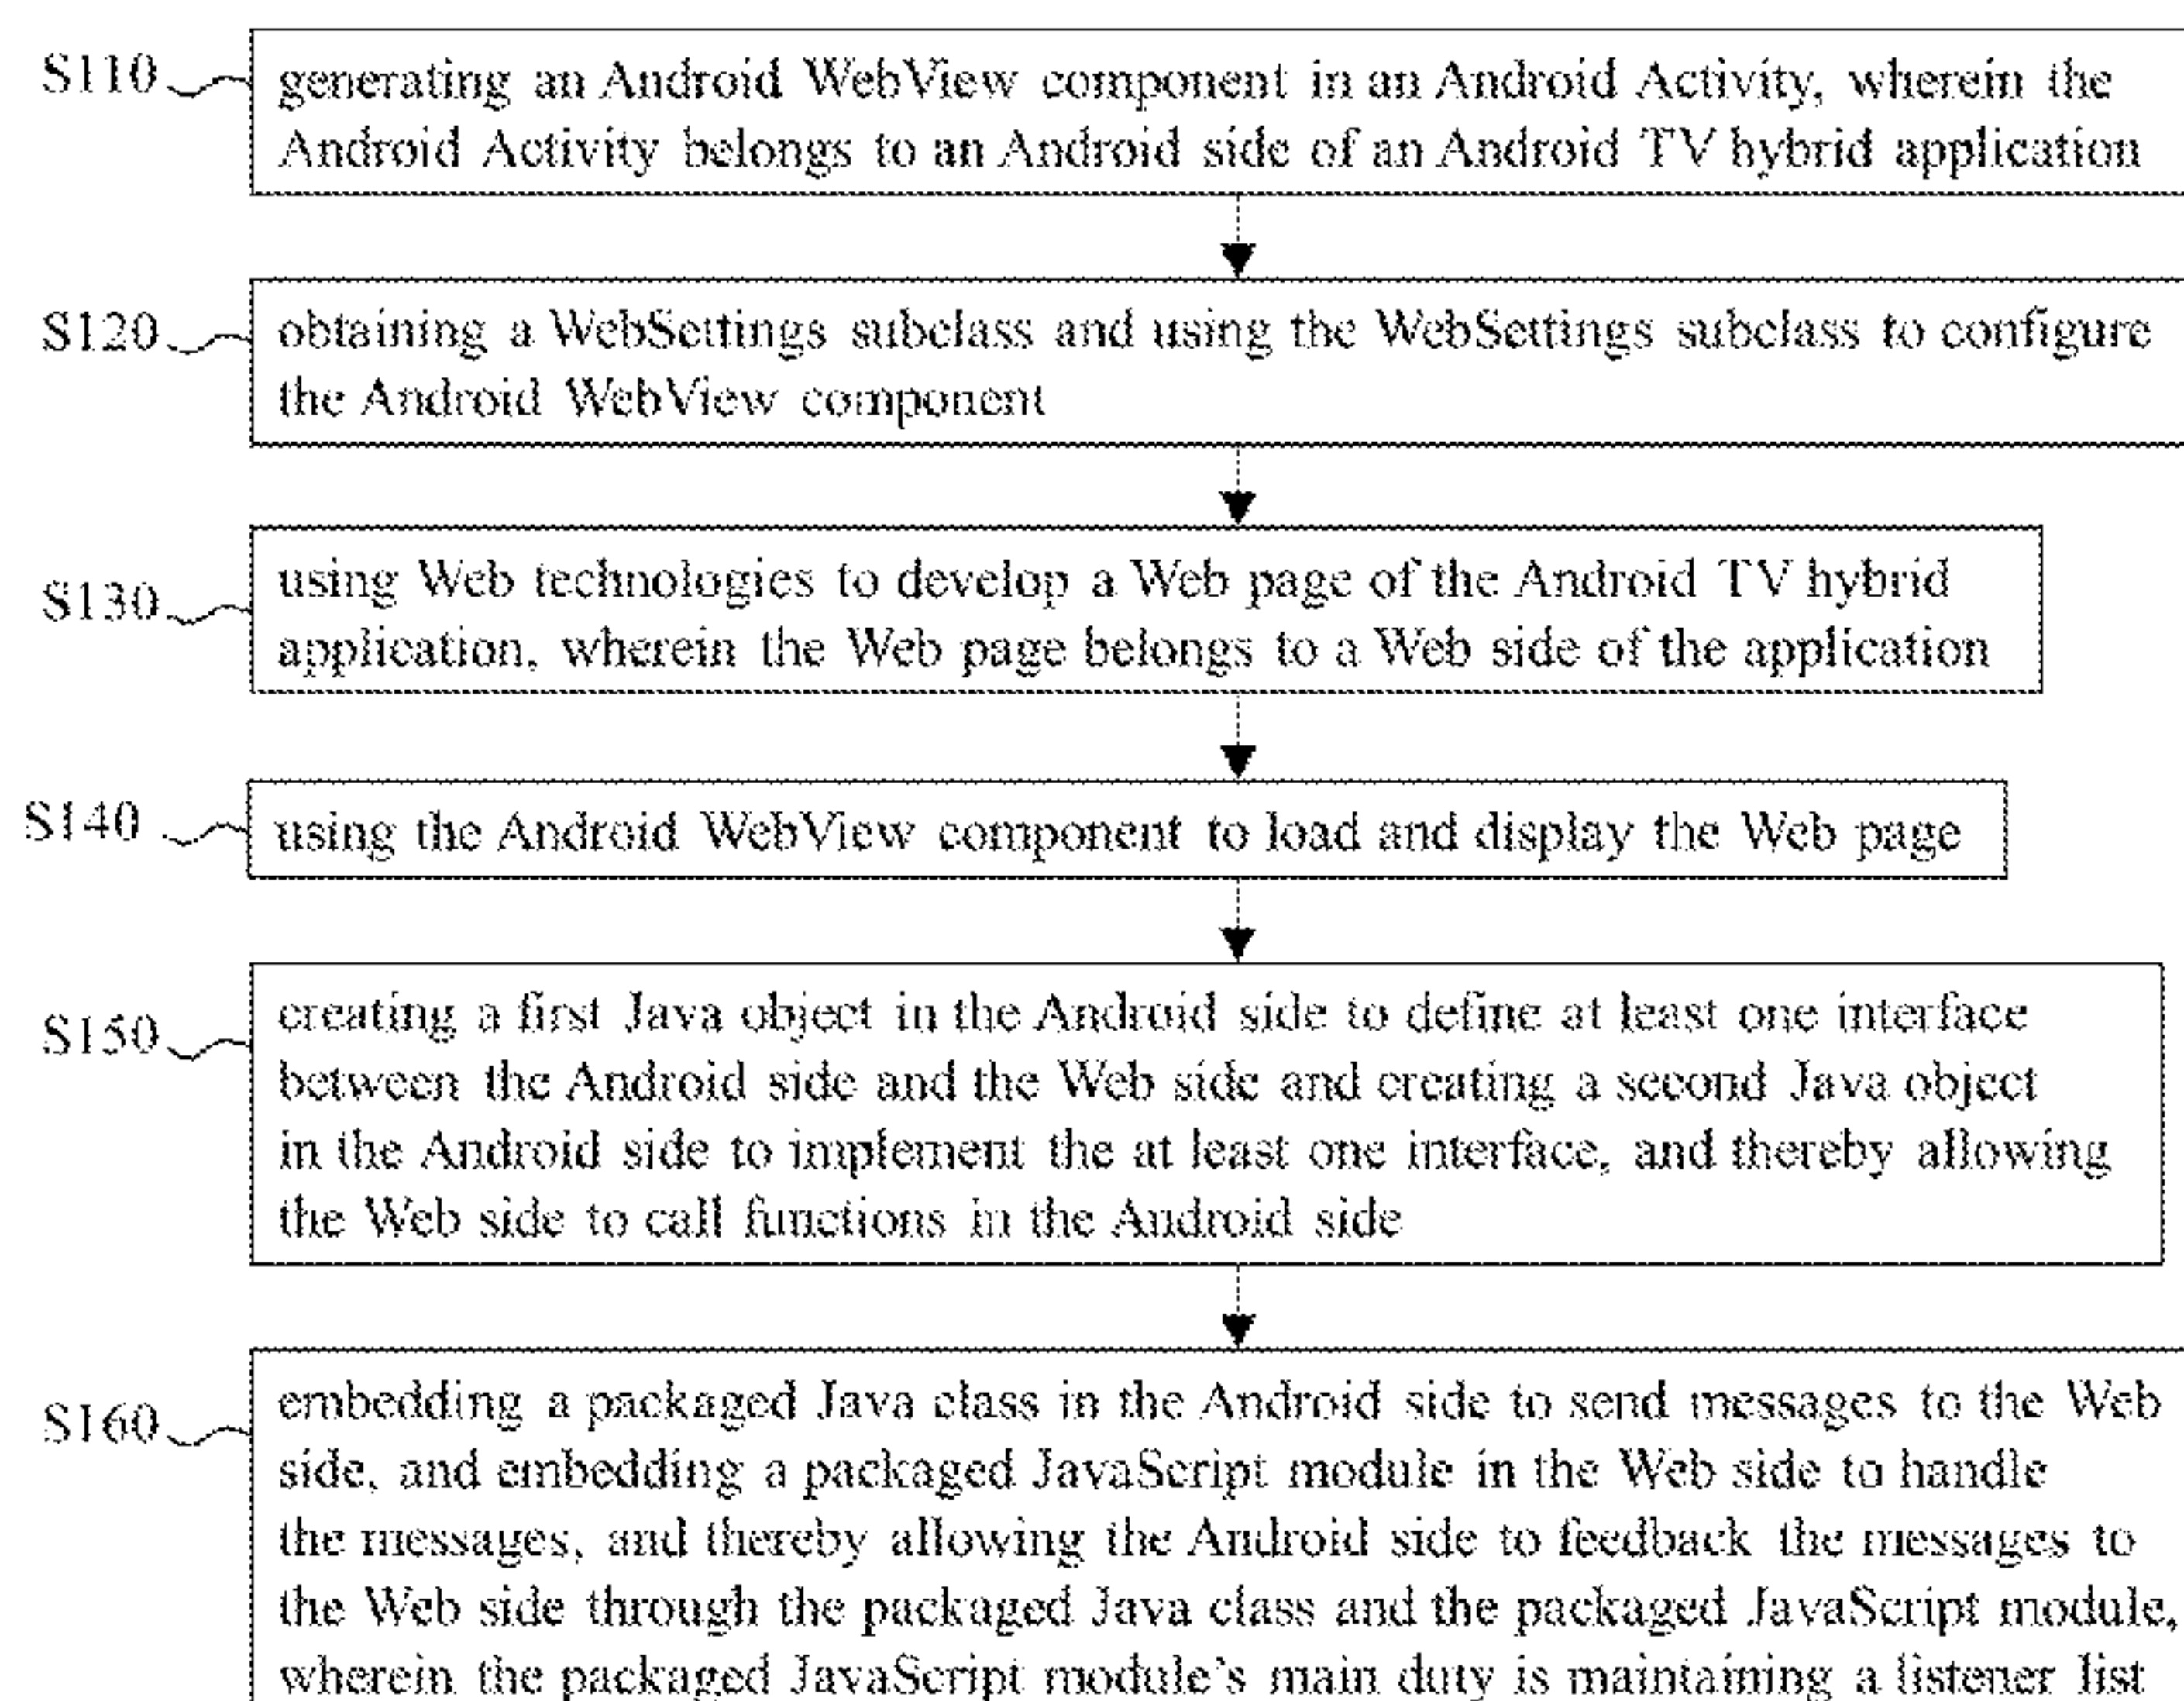 S110
generating an Android WebView component in an Android Activity, wherein the
Android Activity belongs to an Android side of an Android TV hybrid application
S120
obtaining a WebSettings subclass and using the WebSettings subclass to configure
the Android WebView component
S130
using Web technologies to develop a Web page of the Android TV hybrid
application, wherein the Web page belongs to a Web side of the application
S140
using the Android WebView component to load and display the Web page
S150
creating a first Java object in the Android side to define at least one interface
between the Android side and the Web side and creating a second Java object
in the Android side to implement the at least one interface, and thereby allowing
the Web side to call functions in the Android side
S160
embedding a packaged Java class in the Android side to send messages to the Web
side, and embedding a packaged JavaScript module in the Web side to handle
the messages, and thereby allowing the Android side to feedback the messages to
the Web side through the packaged Java class and the packaged JavaScript module,
wherein the packaged JavaScript module's main duty is maintaining a listener list